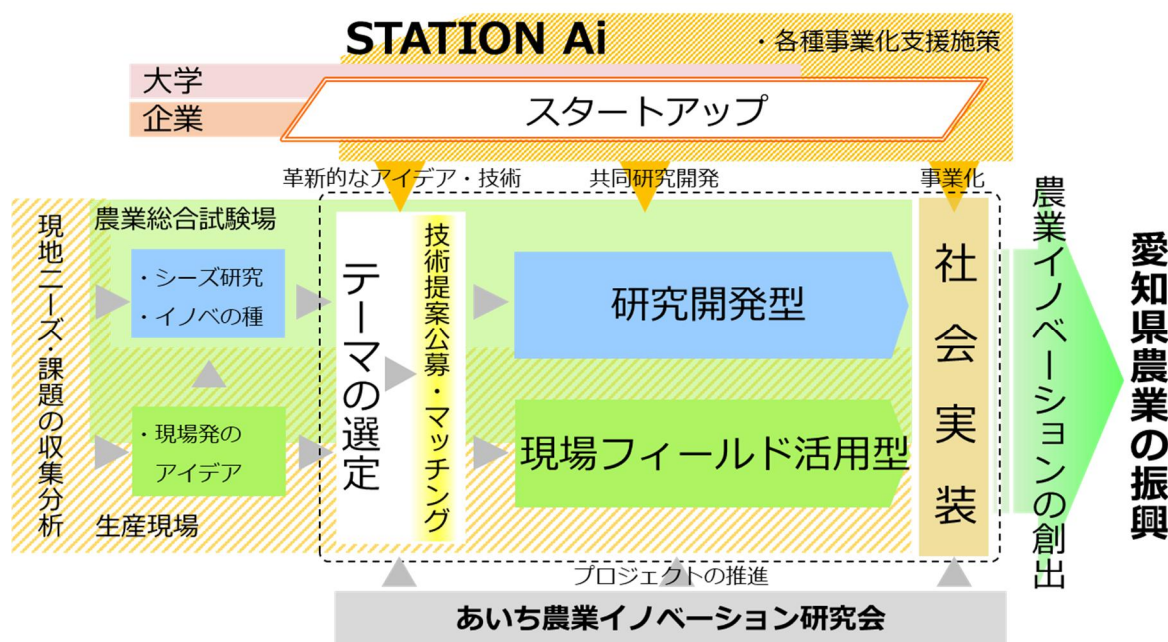 STATION Ai
・各種事業化支援施策
大学
企業
スタートアップ
革新的なアイデア・技術
共同研究開発
事業化
現地ニーズ・課題の収集分析
農業総合試験場
・シーズ研究
・イノベの種
・現場発の
アイデア
生産現場
テーマの選定
技術提案公募・マッチング
研究開発型
現場フィールド活用型
社会実装
農業イノベーションの創出
愛知県農業の振興
プロジェクトの推進
あいち農業イノベーション研究会